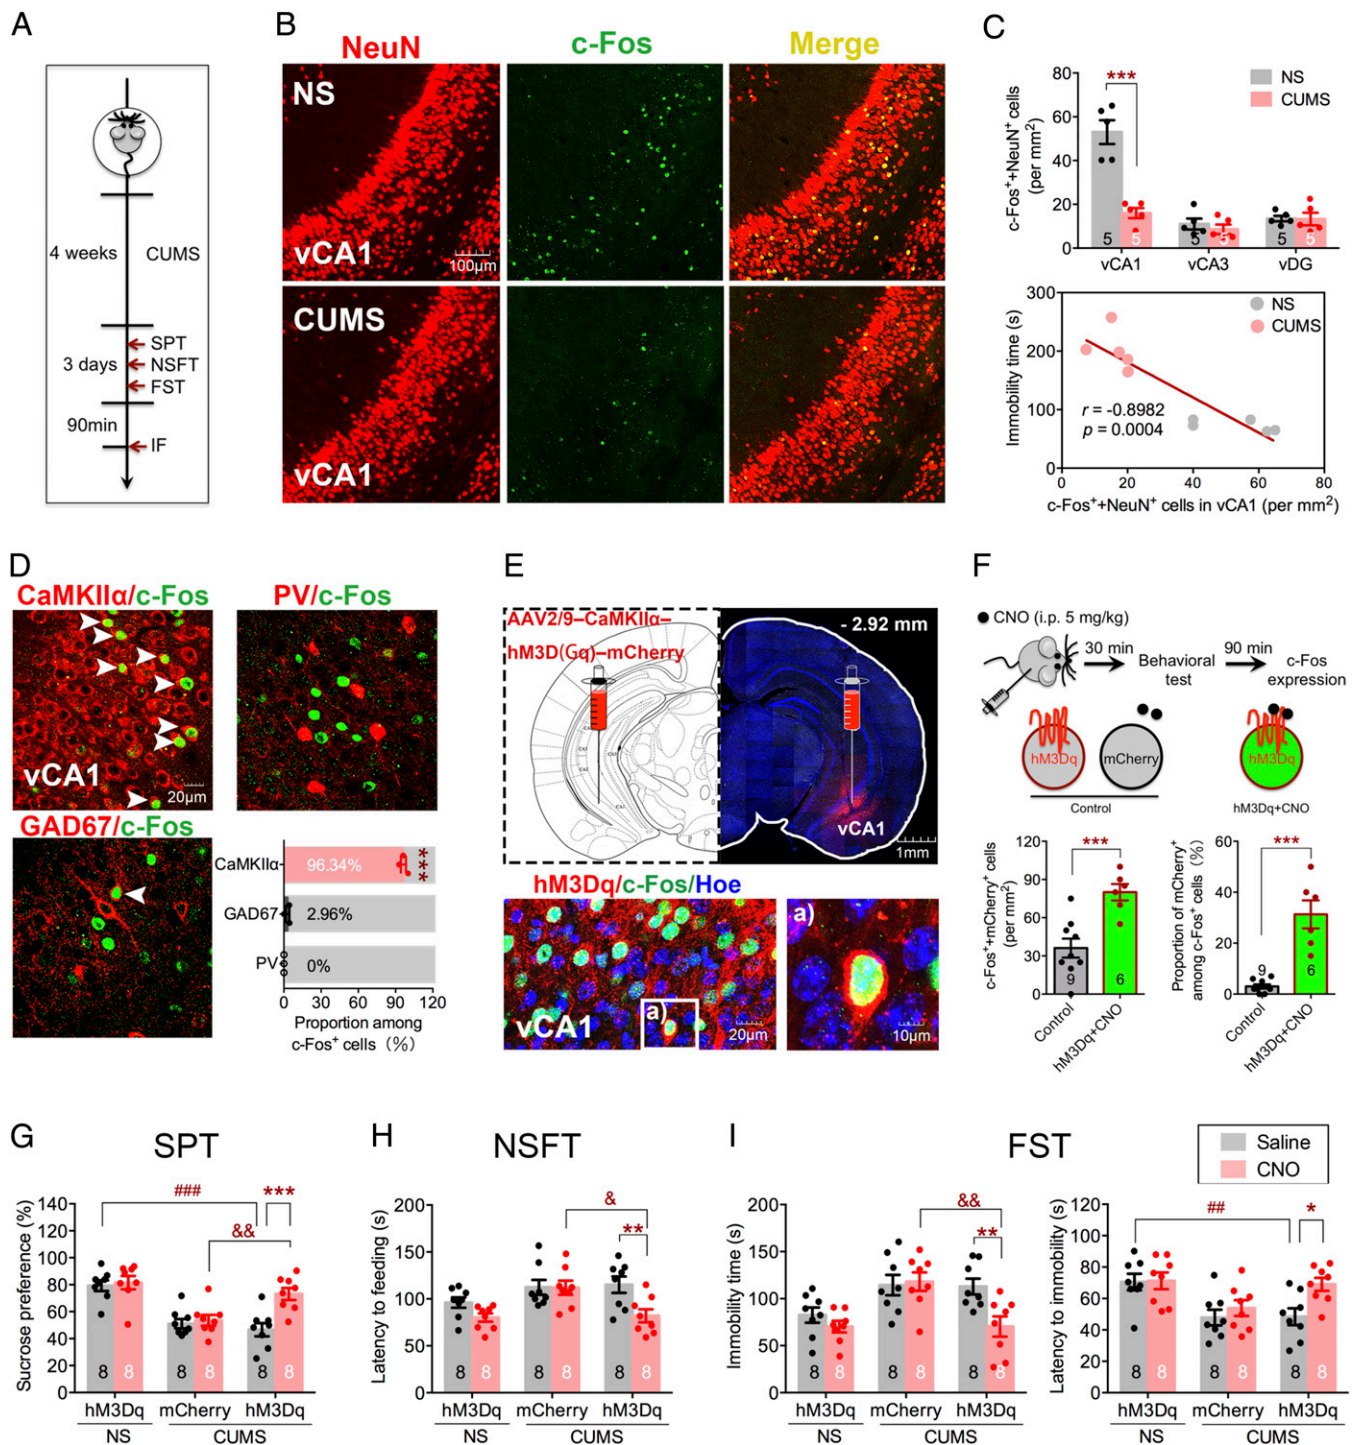 A
4 weeks
CUMS
3 days
SPT
NSFT
FST
90min
IF
B
NeuN
c-Fos
Merge
NS
vCA1
100μm
CUMS
vCA1
C
c-Fos⁺+NeuN⁺ cells
(per mm²)
80
60
40
20
0
***
NS
CUMS
5 5 5 5 5 5
vCA1 vCA3 vDG
Immobility time (s)
300
200
100
0
NS
CUMS
r = -0.8982
p = 0.0004
0 20 40 60 80
c-Fos⁺+NeuN⁺ cells in vCA1 (per mm²)
D
CaMKIIα/c-Fos
vCA1
20μm
PV/c-Fos
GAD67/c-Fos
CaMKIIα
96.34%
***
GAD67
2.96%
PV
0%
0 30 60 90 120
Proportion among
c-Fos⁺ cells (%)
E
AAV2/9–CaMKIIα–
hM3D(Gq)–mCherry
- 2.92 mm
vCA1
1mm
hM3Dq/c-Fos/Hoe
vCA1
a)
20μm
a)
10μm
F
CNO (i.p. 5 mg/kg)
30 min
Behavioral
test
90 min
c-Fos
expression
hM3Dq
mCherry
hM3Dq
Control
hM3Dq+CNO
c-Fos⁺+mCherry⁺ cells
(per mm²)
120
90
60
30
0
***
9
6
Control
hM3Dq+CNO
Proportion of mCherry⁺
among c-Fos⁺ cells (%)
60
40
20
0
***
9
6
Control
hM3Dq+CNO
G
SPT
Sucrose preference (%)
140
120
100
80
60
40
20
0
###
***
&&
8 8 8 8 8 8
hM3Dq mCherry hM3Dq
NS CUMS
H
NSFT
Latency to feeding (s)
200
150
100
50
0
&
**
8 8 8 8 8 8
hM3Dq mCherry hM3Dq
NS CUMS
I
FST
Saline
CNO
Immobility time (s)
200
150
100
50
0
&&
**
8 8 8 8 8 8
hM3Dq mCherry hM3Dq
NS CUMS
Latency to immobility (s)
120
100
80
60
40
20
0
##
*
8 8 8 8 8 8
hM3Dq mCherry hM3Dq
NS CUMS